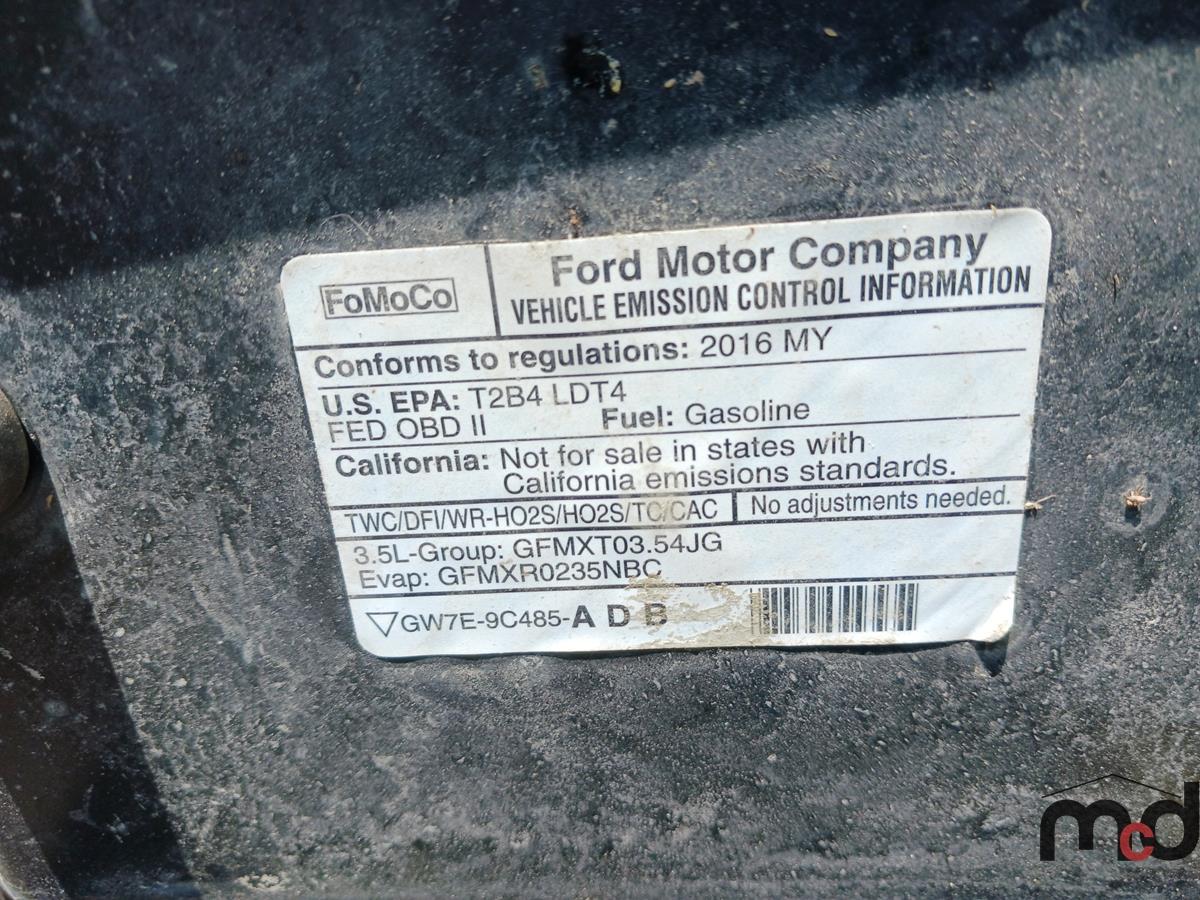 FoMoCo
Ford Motor Company
VEHICLE EMISSION CONTROL INFORMATION
Conforms to regulations: 2016 MY
U.S. EPA: T2B4 LDT4
FED OBD II Fuel: Gasoline
California: Not for sale in states with
California emissions standards.
TWC/DFI/WR-HO2S/HO2S/TC/CAC No adjustments needed.
3.5L-Group: GFMXT03.54JG
Evap: GFMXR0235NBC
GW7E-9C485-A D B
mcd